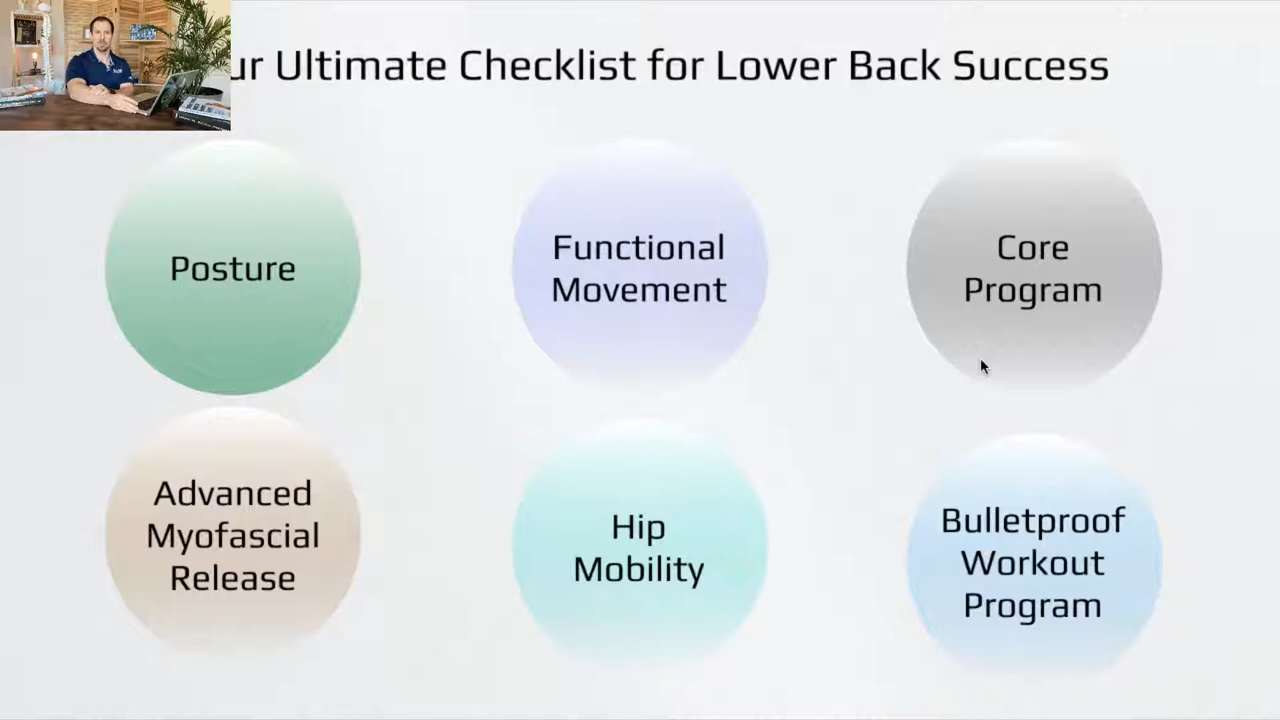 ur Ultimate Checklist for Lower Back Success
Posture
Functional
Movement
Core
Program
Advanced
Myofascial
Release
Hip
Mobility
Bulletproof
Workout
Program